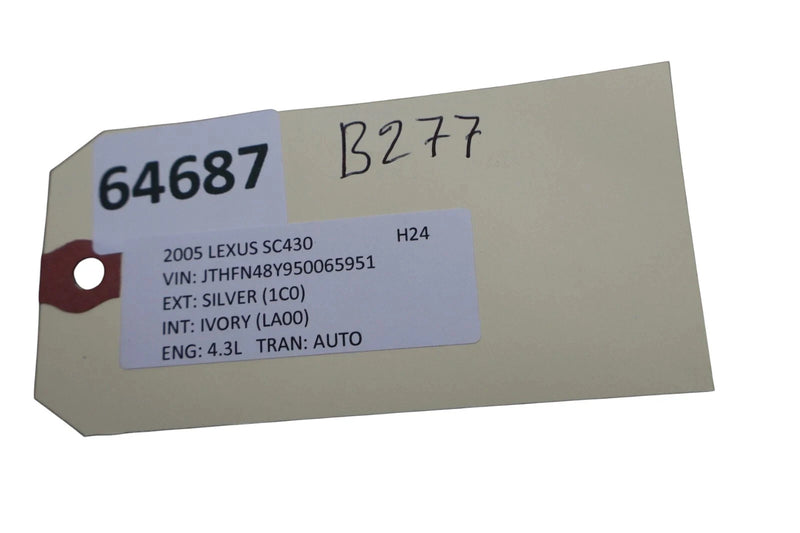 64687
B277
2005 LEXUS SC430 H24
VIN: JTHFN48Y950065951
EXT: SILVER (1C0)
INT: IVORY (LA00)
ENG: 4.3L TRAN: AUTO